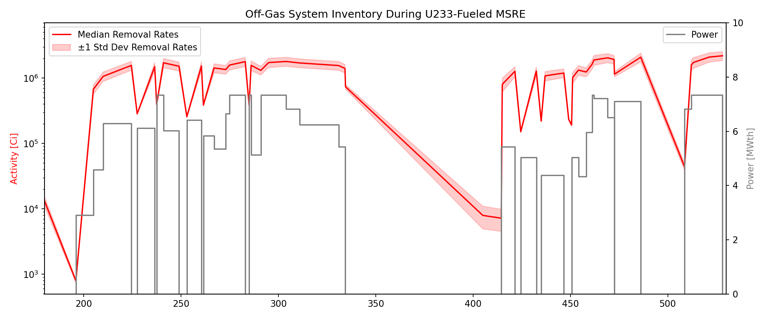 Off-Gas System Inventory During U233-Fueled MSRE
Median Removal Rates
±1 Std Dev Removal Rates
Power
Activity [Ci]
10⁶
10⁵
10⁴
10³
10
8
6
4
2
0
Power [MWth]
200 250 300 350 400 450 500